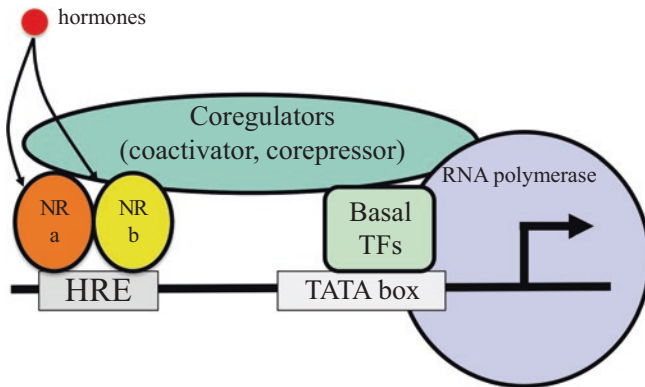 hormones
Coregulators
(coactivator, corepressor)
RNA polymerase
NR
a
NR
b
Basal
TFs
HRE
TATA box